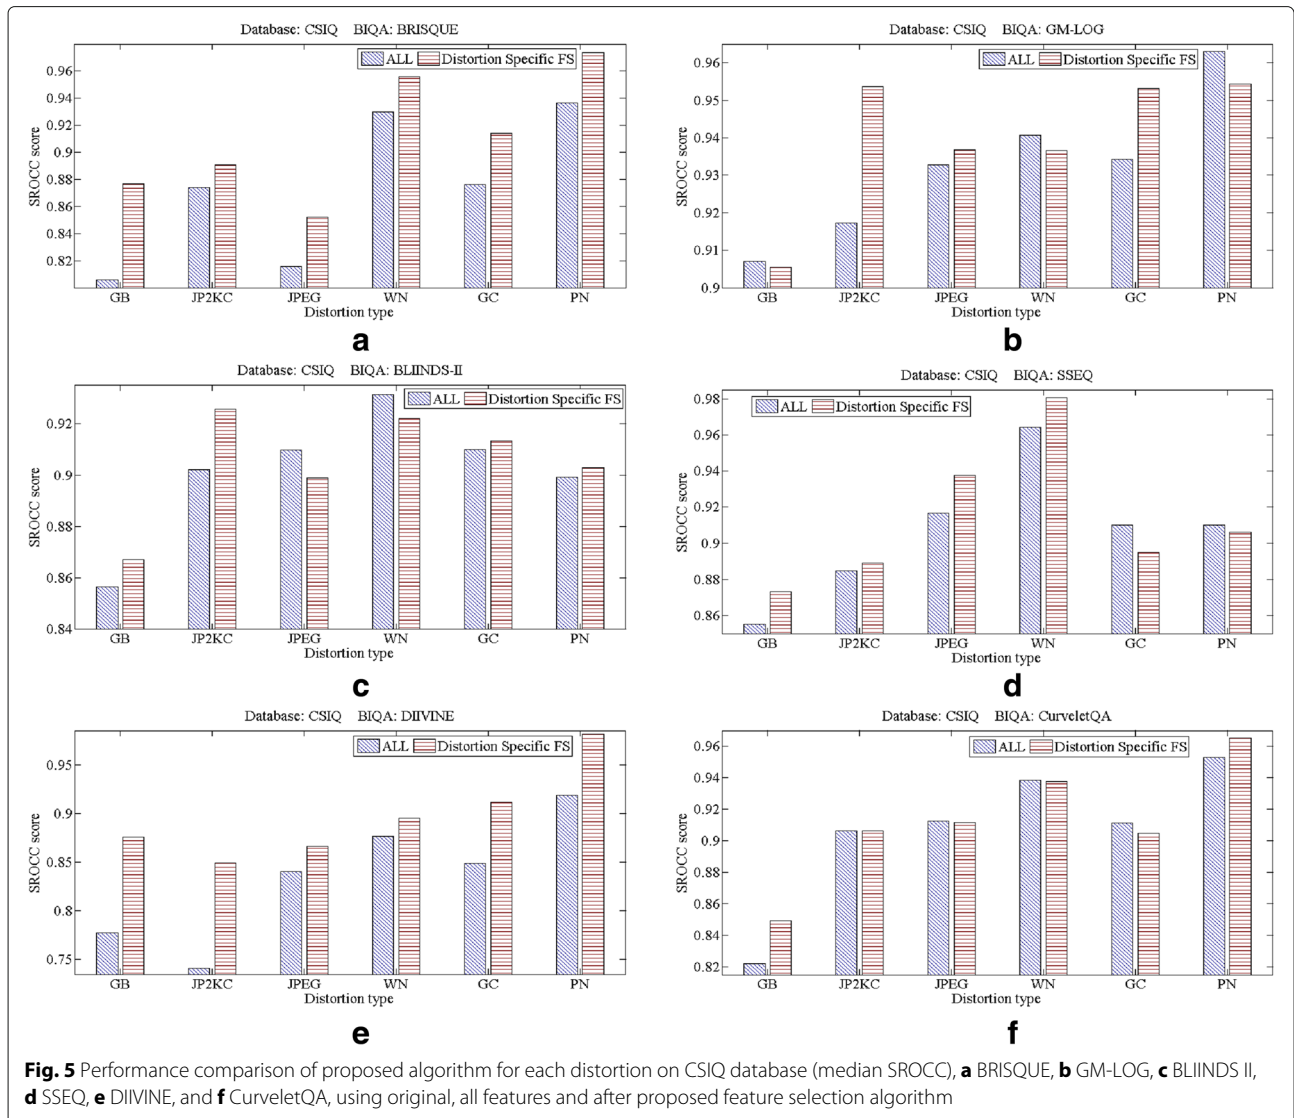 Database: CSIQ BIQA: BRISQUE
ALL Distortion Specific FS
SROCC score
0.96
0.94
0.92
0.9
0.88
0.86
0.84
0.82
GB JP2KC JPEG WN GC PN
Distortion type
a
Database: CSIQ BIQA: GM-LOG
ALL Distortion Specific FS
SROCC score
0.96
0.95
0.94
0.93
0.92
0.91
0.9
GB JP2KC JPEG WN GC PN
Distortion type
b
Database: CSIQ BIQA: BLIINDS-II
ALL Distortion Specific FS
SROCC score
0.92
0.9
0.88
0.86
0.84
GB JP2KC JPEG WN GC PN
Distortion type
c
Database: CSIQ BIQA: SSEQ
ALL Distortion Specific FS
SROCC score
0.98
0.96
0.94
0.92
0.9
0.88
0.86
GB JP2KC JPEG WN GC PN
Distortion type
d
Database: CSIQ BIQA: DIIVINE
ALL Distortion Specific FS
SROCC score
0.95
0.9
0.85
0.8
0.75
GB JP2KC JPEG WN GC PN
Distortion type
e
Database: CSIQ BIQA: CurveletQA
ALL Distortion Specific FS
SROCC score
0.96
0.94
0.92
0.9
0.88
0.86
0.84
0.82
GB JP2KC JPEG WN GC PN
Distortion type
f
Fig. 5 Performance comparison of proposed algorithm for each distortion on CSIQ database (median SROCC), a BRISQUE, b GM-LOG, c BLIINDS II,
d SSEQ, e DIIVINE, and f CurveletQA, using original, all features and after proposed feature selection algorithm